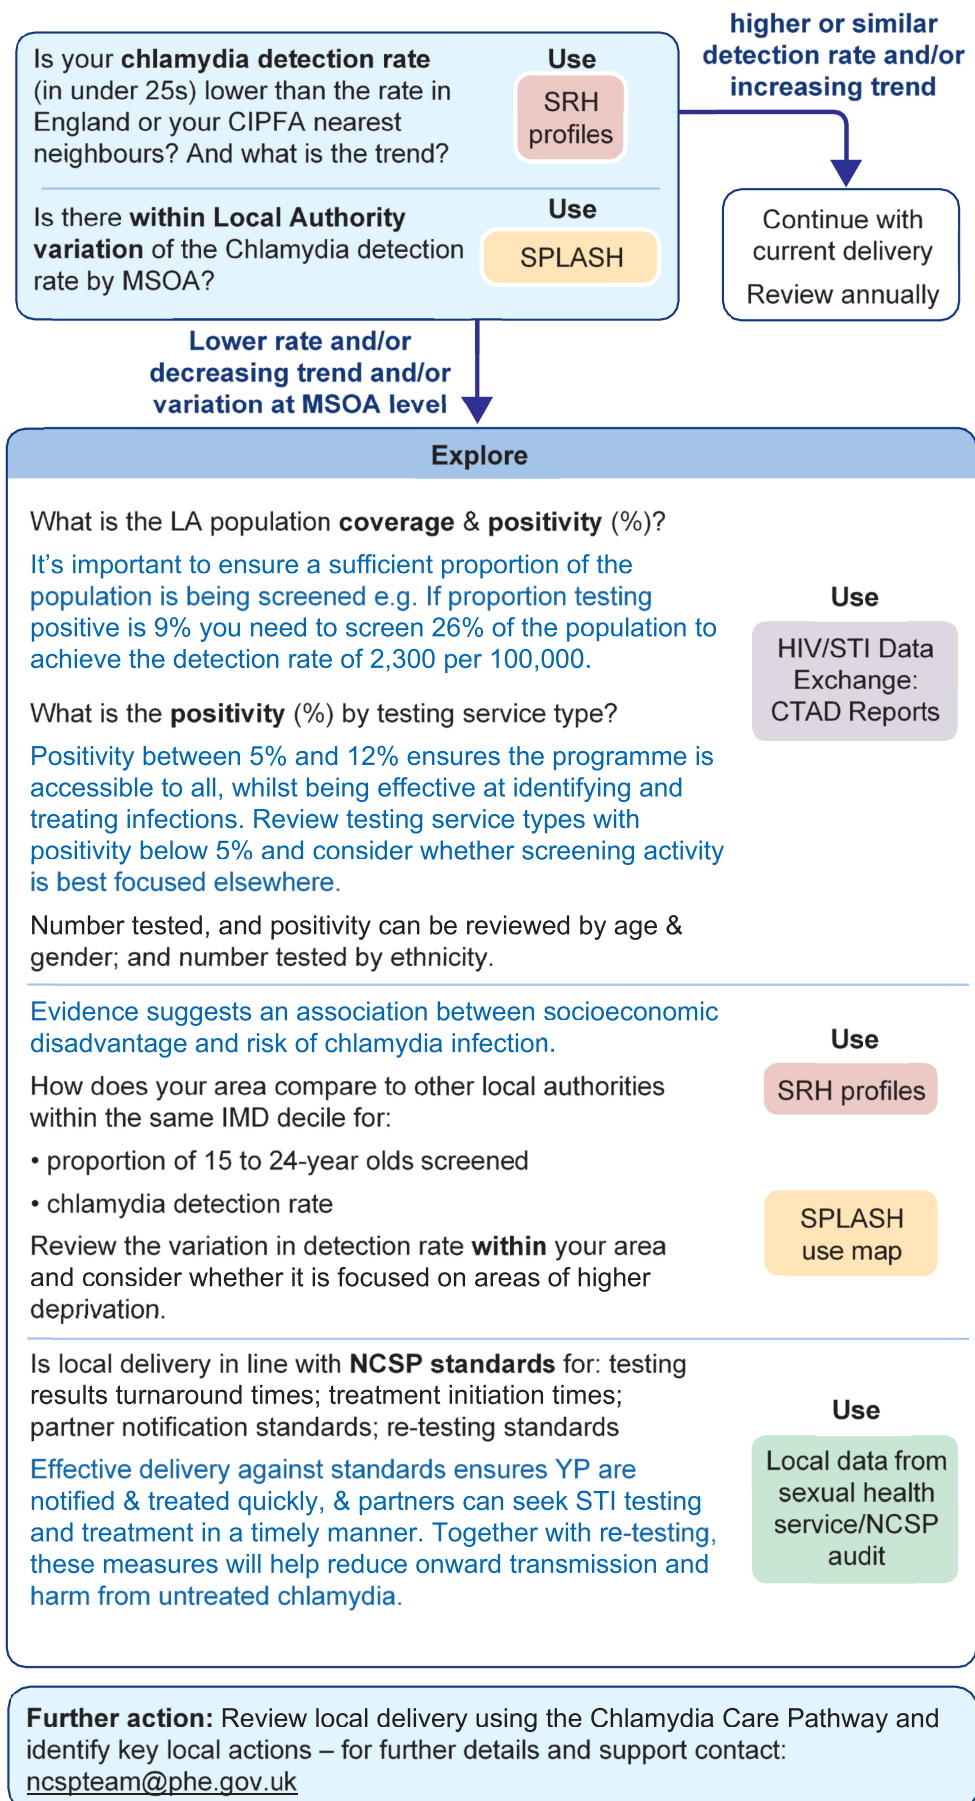 higher or similar
detection rate and/or
increasing trend
Is your chlamydia detection rate
(in under 25s) lower than the rate in
England or your CIPFA nearest
neighbours? And what is the trend?
Use
SRH
profiles
Is there within Local Authority
variation of the Chlamydia detection
rate by MSOA?
Use
SPLASH
Continue with
current delivery
Review annually
Lower rate and/or
decreasing trend and/or
variation at MSOA level
Explore
What is the LA population coverage & positivity (%)?
It's important to ensure a sufficient proportion of the
population is being screened e.g. If proportion testing
positive is 9% you need to screen 26% of the population to
achieve the detection rate of 2,300 per 100,000.
What is the positivity (%) by testing service type?
Positivity between 5% and 12% ensures the programme is
accessible to all, whilst being effective at identifying and
treating infections. Review testing service types with
positivity below 5% and consider whether screening activity
is best focused elsewhere.
Number tested, and positivity can be reviewed by age &
gender; and number tested by ethnicity.
Use
HIV/STI Data
Exchange:
CTAD Reports
Evidence suggests an association between socioeconomic
disadvantage and risk of chlamydia infection.
How does your area compare to other local authorities
within the same IMD decile for:
• proportion of 15 to 24-year olds screened
• chlamydia detection rate
Review the variation in detection rate within your area
and consider whether it is focused on areas of higher
deprivation.
Use
SRH profiles
SPLASH
use map
Is local delivery in line with NCSP standards for: testing
results turnaround times; treatment initiation times;
partner notification standards; re-testing standards
Effective delivery against standards ensures YP are
notified & treated quickly, & partners can seek STI testing
and treatment in a timely manner. Together with re-testing,
these measures will help reduce onward transmission and
harm from untreated chlamydia.
Use
Local data from
sexual health
service/NCSP
audit
Further action: Review local delivery using the Chlamydia Care Pathway and
identify key local actions – for further details and support contact:
ncspteam@phe.gov.uk